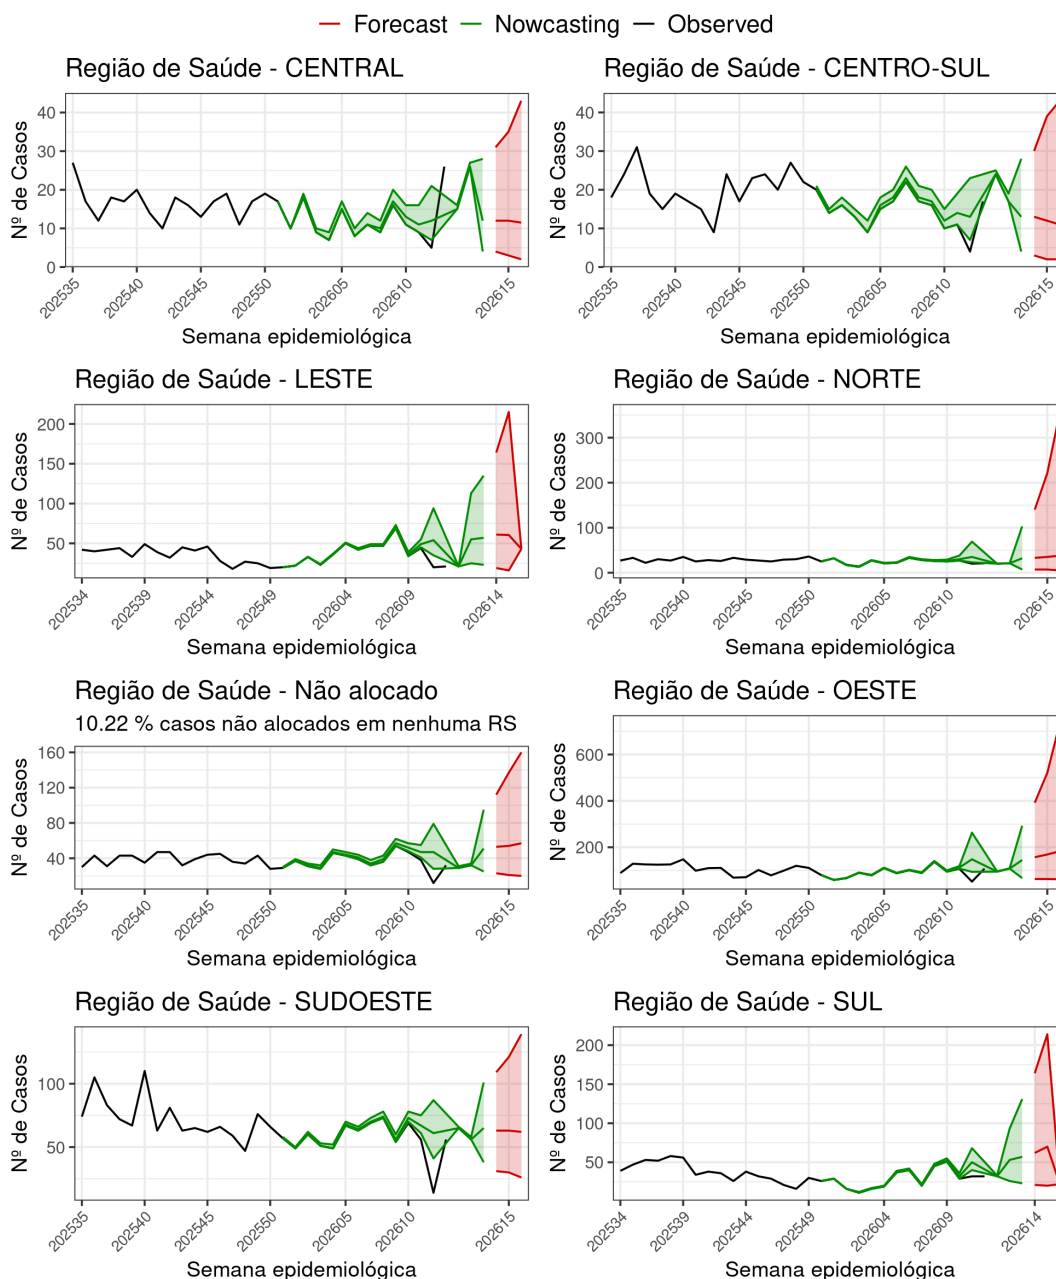 Forecast Nowcasting Observed
Região de Saúde - CENTRAL
Nº de Casos
40
30
20
10
0
202535 202540 202545 202550 202605 202610 202615
Semana epidemiológica
Região de Saúde - CENTRO-SUL
Nº de Casos
40
30
20
10
0
202535 202540 202545 202550 202605 202610 202615
Semana epidemiológica
Região de Saúde - LESTE
Nº de Casos
200
150
100
50
202534 202539 202544 202549 202604 202609 202614
Semana epidemiológica
Região de Saúde - NORTE
Nº de Casos
300
200
100
0
202535 202540 202545 202550 202605 202610 202615
Semana epidemiológica
Região de Saúde - Não alocado
10.22 % casos não alocados em nenhuma RS
Nº de Casos
160
120
80
40
202535 202540 202545 202550 202605 202610 202615
Semana epidemiológica
Região de Saúde - OESTE
Nº de Casos
600
400
200
202535 202540 202545 202550 202605 202610 202615
Semana epidemiológica
Região de Saúde - SUDOESTE
Nº de Casos
100
50
202535 202540 202545 202550 202605 202610 202615
Semana epidemiológica
Região de Saúde - SUL
Nº de Casos
200
150
100
50
202534 202539 202544 202549 202604 202609 202614
Semana epidemiológica